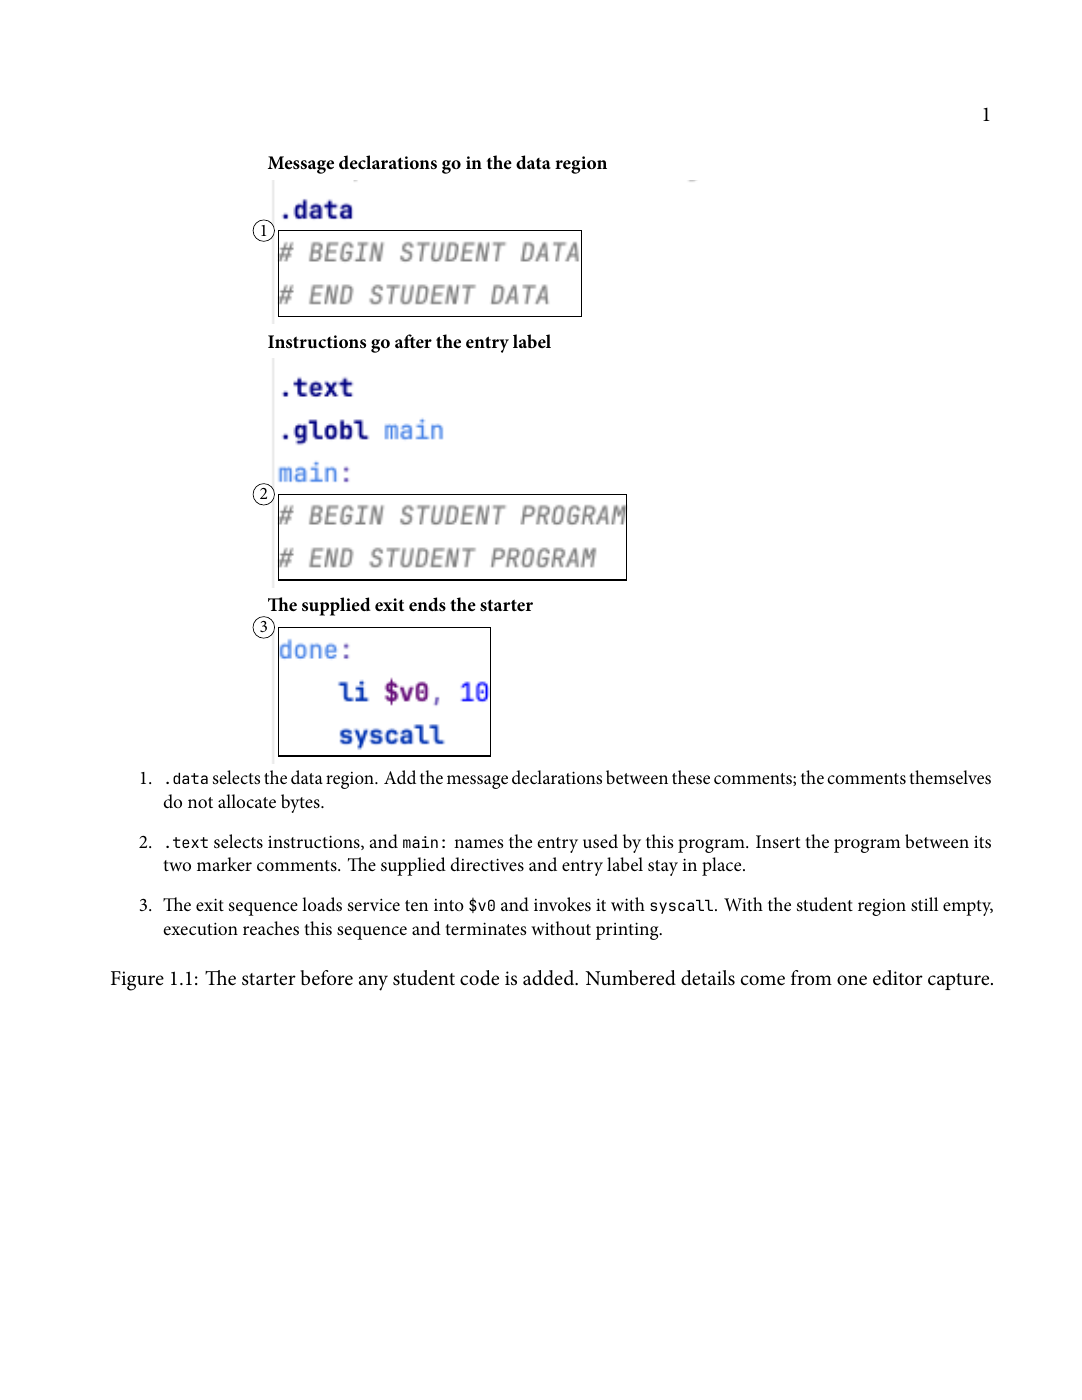 1
Message declarations go in the data region
.data
1
# BEGIN STUDENT DATA
# END STUDENT DATA
Instructions go after the entry label
.text
.globl main
main:
2
# BEGIN STUDENT PROGRAM
# END STUDENT PROGRAM
The supplied exit ends the starter
3
done:
li $v0, 10
syscall
1. .data selects the data region. Add the message declarations between these comments; the comments themselves
do not allocate bytes.
2. .text selects instructions, and main: names the entry used by this program. Insert the program between its
two marker comments. The supplied directives and entry label stay in place.
3. The exit sequence loads service ten into $v0 and invokes it with syscall. With the student region still empty,
execution reaches this sequence and terminates without printing.
Figure 1.1: The starter before any student code is added. Numbered details come from one editor capture.